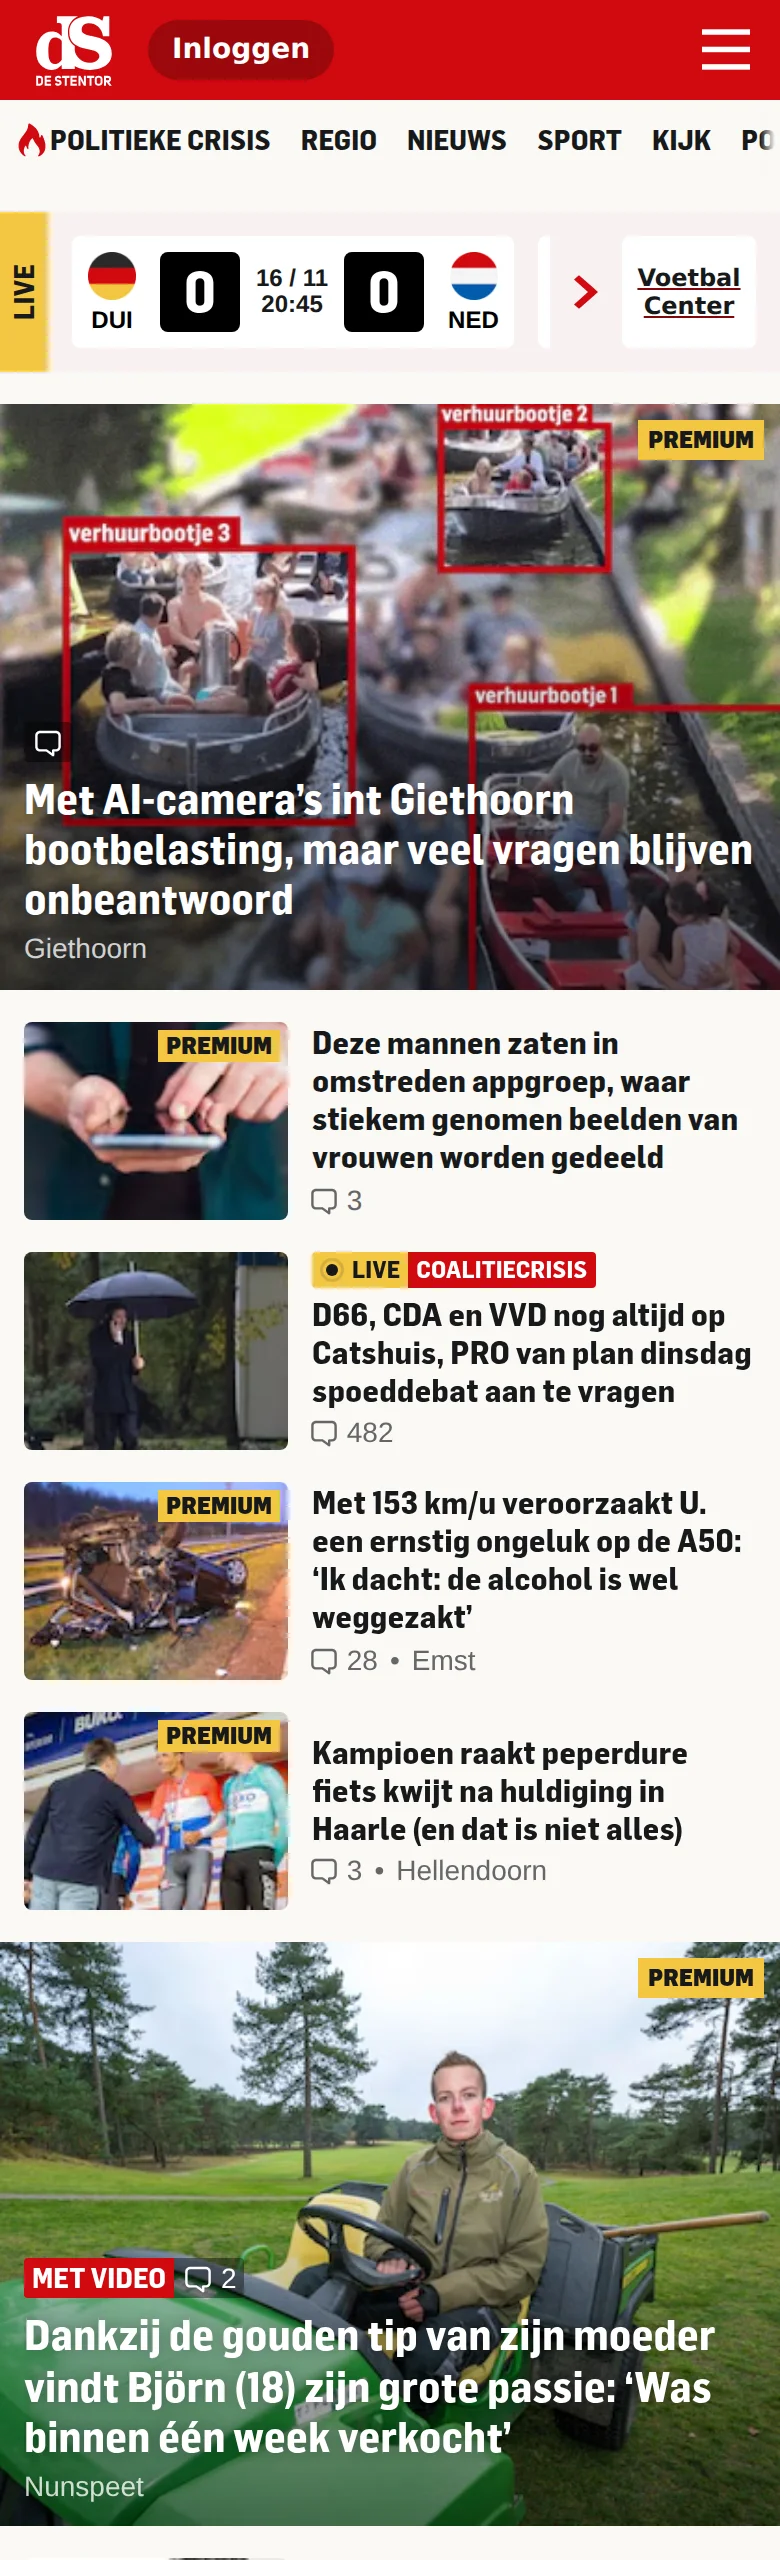 dS
DE STENTOR
Inloggen
POLITIEKE CRISIS
REGIO
NIEUWS
SPORT
KIJK
PO
LIVE
DUI
0
16 / 11
20:45
0
NED
Voetbal
Center
PREMIUM
verhuurbootje 2
verhuurbootje 3
verhuurbootje 1
Met AI-camera’s int Giethoorn
bootbelasting, maar veel vragen blijven
onbeantwoord
Giethoorn
PREMIUM
Deze mannen zaten in
omstreden appgroep, waar
stiekem genomen beelden van
vrouwen worden gedeeld
3
LIVE COALITIECRISIS
D66, CDA en VVD nog altijd op
Catshuis, PRO van plan dinsdag
spoeddebat aan te vragen
482
PREMIUM
Met 153 km/u veroorzaakt U.
een ernstig ongeluk op de A50:
‘Ik dacht: de alcohol is wel
weggezakt’
28 • Emst
PREMIUM
Kampioen raakt peperdure
fiets kwijt na huldiging in
Haarle (en dat is niet alles)
3 • Hellendoorn
PREMIUM
MET VIDEO 2
Dankzij de gouden tip van zijn moeder
vindt Björn (18) zijn grote passie: ‘Was
binnen één week verkocht’
Nunspeet